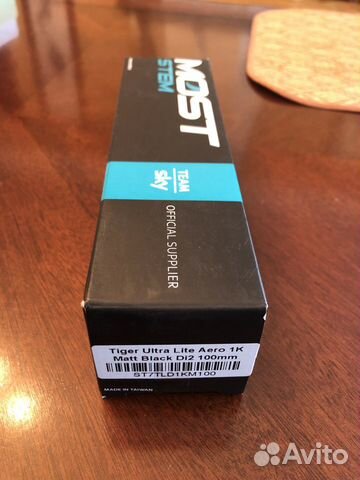 MOST
STEM
TEAM
sky
OFFICIAL SUPPLIER
Tiger Ultra Lite Aero 1K
Matt Black Di2 100mm
ST7TLD1KM100
MADE IN TAIWAN
Avito